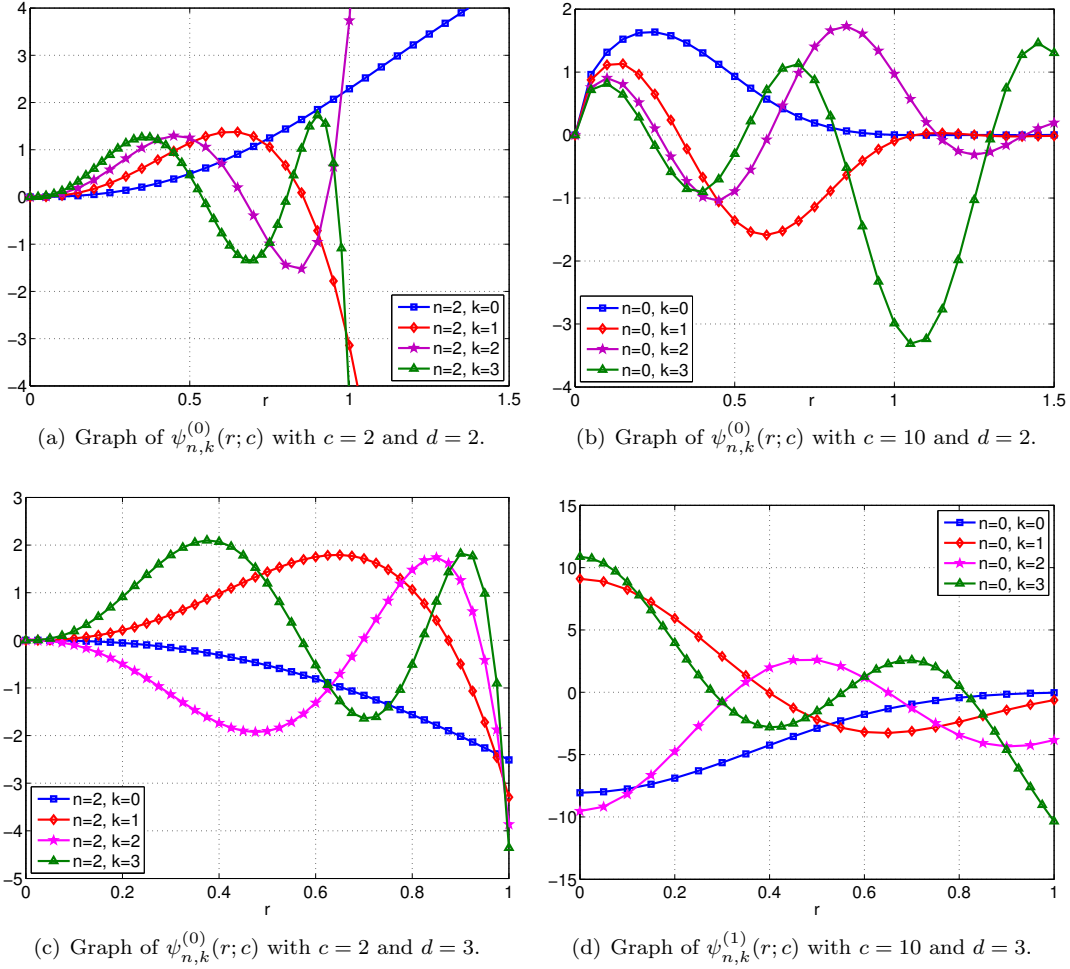 4
3
2
1
0
−1
−2
−3
−4
0
0.5
1
1.5
r
n=2, k=0
n=2, k=1
n=2, k=2
n=2, k=3
(a) Graph of ψ_{n,k}^{(0)}(r; c) with c = 2 and d = 2.
2
1
0
−1
−2
−3
−4
0
0.5
1
1.5
r
n=0, k=0
n=0, k=1
n=0, k=2
n=0, k=3
(b) Graph of ψ_{n,k}^{(0)}(r; c) with c = 10 and d = 2.
3
2
1
0
−1
−2
−3
−4
−5
0
0.2
0.4
0.6
0.8
1
r
n=2, k=0
n=2, k=1
n=2, k=2
n=2, k=3
(c) Graph of ψ_{n,k}^{(0)}(r; c) with c = 2 and d = 3.
15
10
5
0
−5
−10
−15
0
0.2
0.4
0.6
0.8
1
r
n=0, k=0
n=0, k=1
n=0, k=2
n=0, k=3
(d) Graph of ψ_{n,k}^{(1)}(r; c) with c = 10 and d = 3.